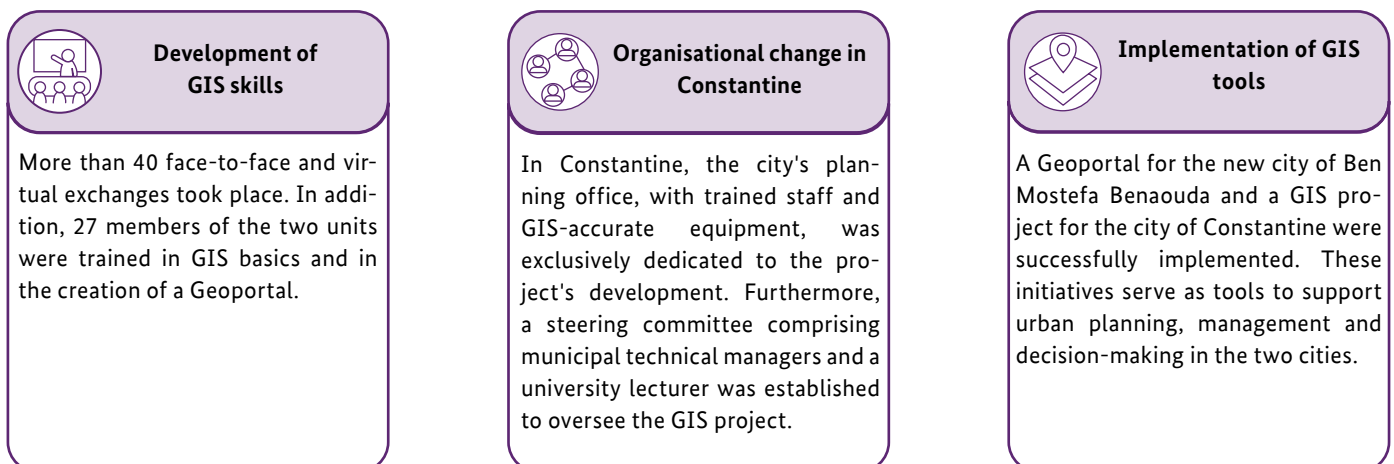 Development of
GIS skills
More than 40 face-to-face and vir-
tual exchanges took place. In addi-
tion, 27 members of the two units
were trained in GIS basics and in
the creation of a Geoportal.
Organisational change in
Constantine
In Constantine, the city's plan-
ning office, with trained staff and
GIS-accurate equipment, was
exclusively dedicated to the pro-
ject's development. Furthermore,
a steering committee comprising
municipal technical managers and a
university lecturer was established
to oversee the GIS project.
Implementation of GIS
tools
A Geoportal for the new city of Ben
Mostefa Benaouda and a GIS pro-
ject for the city of Constantine were
successfully implemented. These
initiatives serve as tools to support
urban planning, management and
decision-making in the two cities.